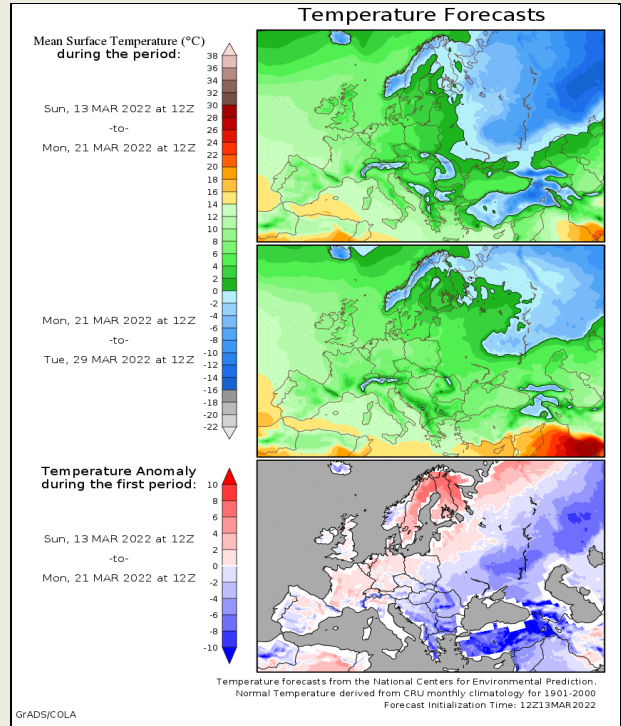 Temperature Forecasts
Mean Surface Temperature (°C)
during the period:
38
36
34
32
30
28
26
24
22
20
18
16
14
12
10
8
6
4
2
0
-2
-4
-6
-8
-10
-12
-14
-16
-18
-20
-22
Sun, 13 MAR 2022 at 12Z
-to-
Mon, 21 MAR 2022 at 12Z
Mon, 21 MAR 2022 at 12Z
-to-
Tue, 29 MAR 2022 at 12Z
Temperature Anomaly
during the first period:
10
8
6
4
2
0
-2
-4
-6
-8
-10
Sun, 13 MAR 2022 at 12Z
-to-
Mon, 21 MAR 2022 at 12Z
Temperature forecasts from the National Centers for Environmental Prediction.
Normal Temperature derived from CRU monthly climatology for 1901-2000
Forecast Initialization Time: 12Z13MAR2022
GrADS/COLA